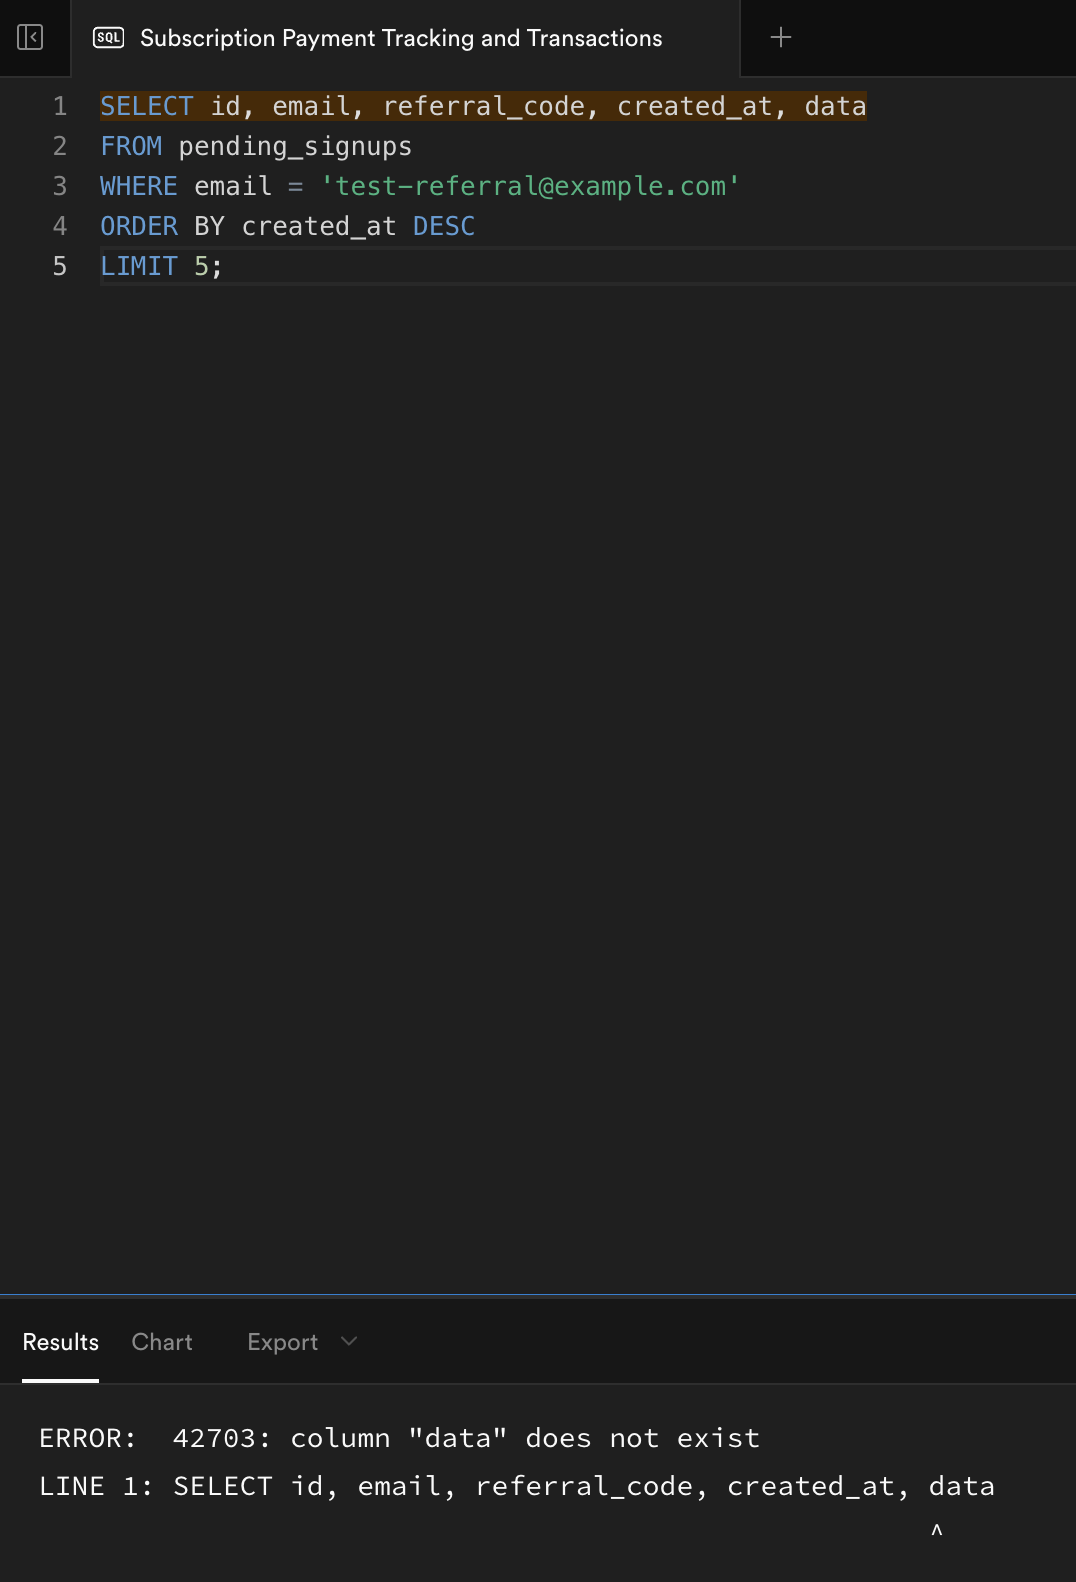 SQL Subscription Payment Tracking and Transactions
1 SELECT id, email, referral_code, created_at, data
2 FROM pending_signups
3 WHERE email = 'test-referral@example.com'
4 ORDER BY created_at DESC
5 LIMIT 5;
Results Chart Export
ERROR:  42703: column "data" does not exist
LINE 1: SELECT id, email, referral_code, created_at, data
^